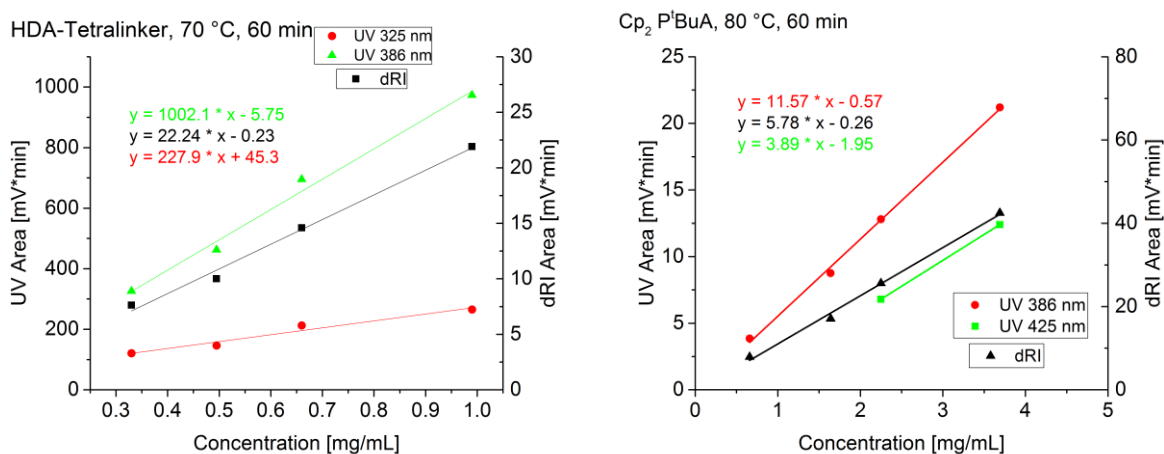 HDA-Tetralinker, 70 °C, 60 min
UV 325 nm
UV 386 nm
dRI
y = 1002.1 * x - 5.75
y = 22.24 * x - 0.23
y = 227.9 * x + 45.3
UV Area [mV*min]
1000
800
600
400
200
0
30
25
20
15
10
5
0
dRI Area [mV*min]
0.3 0.4 0.5 0.6 0.7 0.8 0.9 1.0
Concentration [mg/mL]
Cp₂ PᵗBuA, 80 °C, 60 min
y = 11.57 * x - 0.57
y = 5.78 * x - 0.26
y = 3.89 * x - 1.95
UV Area [mV*min]
25
20
15
10
5
0
80
60
40
20
0
dRI Area [mV*min]
UV 386 nm
UV 425 nm
dRI
0 1 2 3 4 5
Concentration [mg/mL]